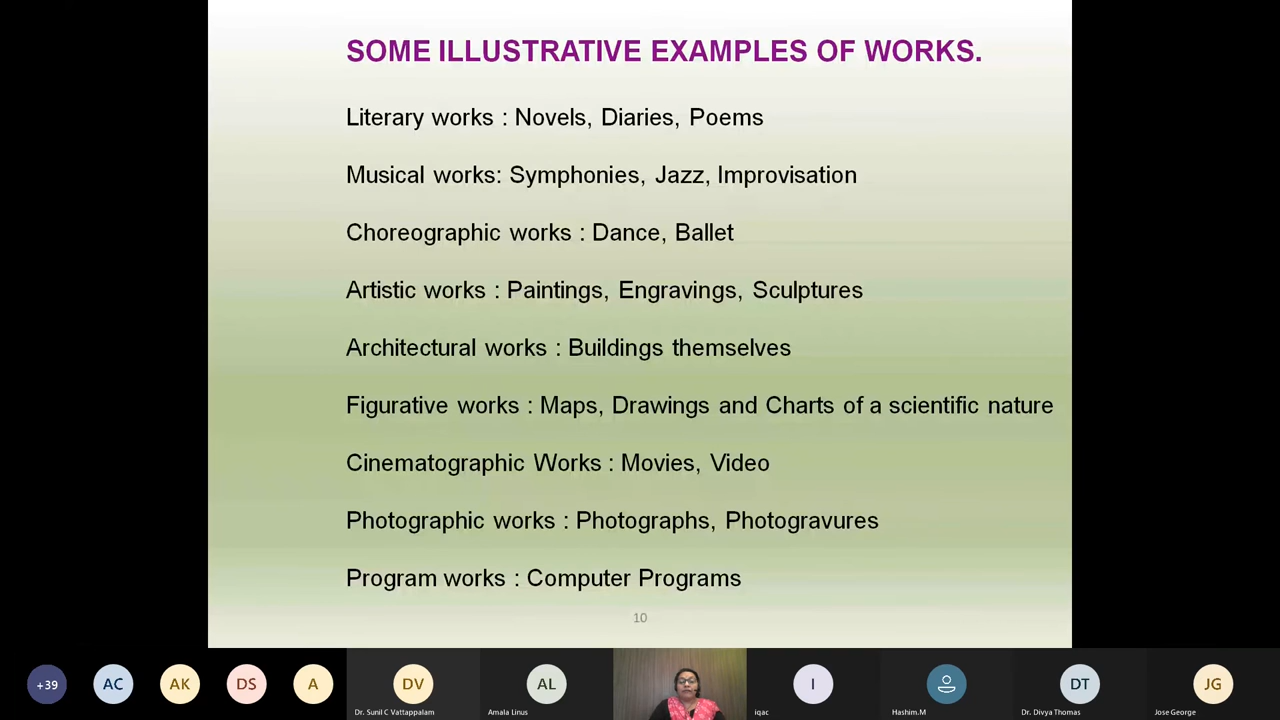 SOME ILLUSTRATIVE EXAMPLES OF WORKS.
Literary works : Novels, Diaries, Poems
Musical works: Symphonies, Jazz, Improvisation
Choreographic works : Dance, Ballet
Artistic works : Paintings, Engravings, Sculptures
Architectural works : Buildings themselves
Figurative works : Maps, Drawings and Charts of a scientific nature
Cinematographic Works : Movies, Video
Photographic works : Photographs, Photogravures
Program works : Computer Programs
10
+39
AC
AK
DS
A
DV
AL
I
DT
JG
Dr. Sunil C Vattappalam
Amala Linus
iqac
Hashim.M
Dr. Divya Thomas
Jose George